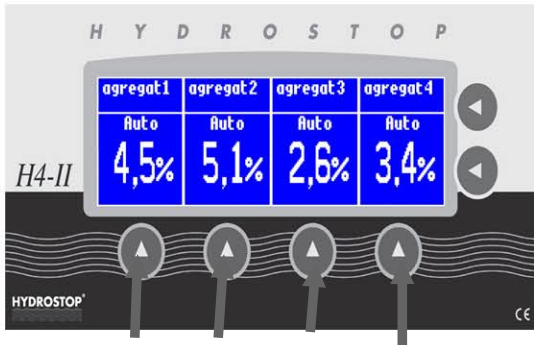 H Y D R O S T O P
agregat1 agregat2 agregat3 agregat4
Auto Auto Auto Auto
4,5% 5,1% 2,6% 3,4%
H4-II
HYDROSTOP®
CE